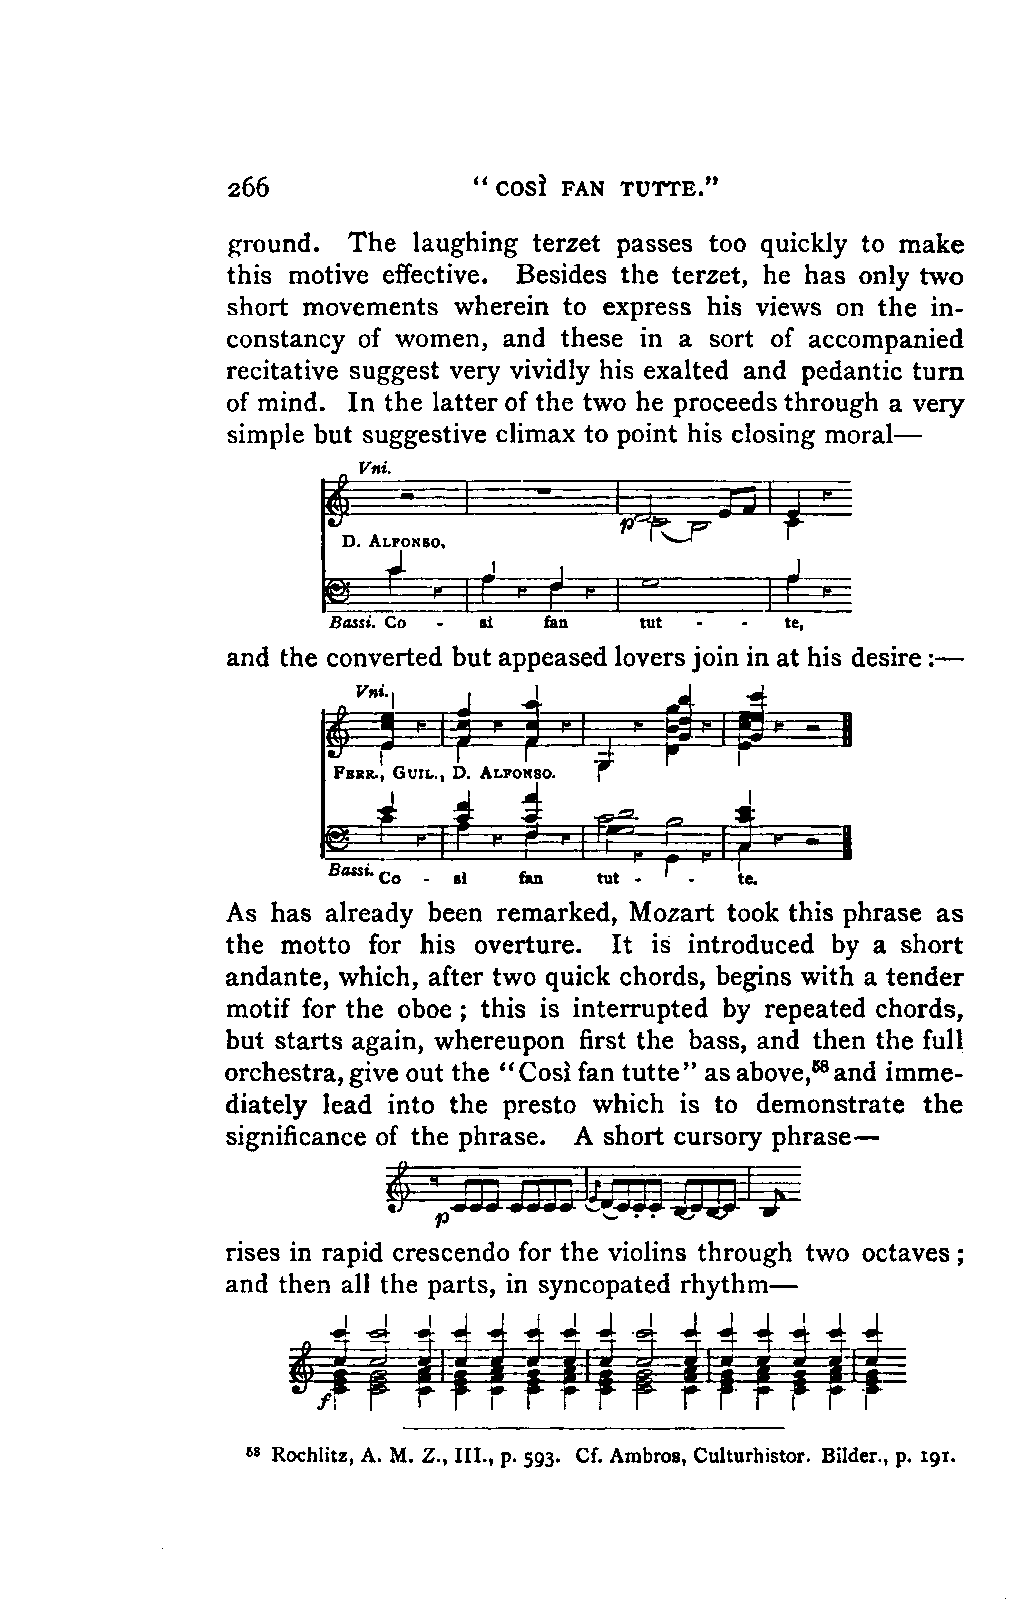 266 “ COSÌ FAN TUTTE.”
ground. The laughing terzet passes too quickly to make
this motive effective. Besides the terzet, he has only two
short movements wherein to express his views on the in-
constancy of women, and these in a sort of accompanied
recitative suggest very vividly his exalted and pedantic turn
of mind. In the latter of the two he proceeds through a very
simple but suggestive climax to point his closing moral—
Vni.
p
D. ALFONSO.
Bassi. Co - si fan tut - - te,
and the converted but appeased lovers join in at his desire :—
Vni.
FERR., GUIL., D. ALFONSO.
Bassi. Co - si fan tut - - te.
As has already been remarked, Mozart took this phrase as
the motto for his overture. It is introduced by a short
andante, which, after two quick chords, begins with a tender
motif for the oboe ; this is interrupted by repeated chords,
but starts again, whereupon first the bass, and then the full
orchestra, give out the “Così fan tutte” as above,⁵⁸ and imme-
diately lead into the presto which is to demonstrate the
significance of the phrase. A short cursory phrase—
p
rises in rapid crescendo for the violins through two octaves ;
and then all the parts, in syncopated rhythm—
f
⁵⁸ Rochlitz, A. M. Z., III., p. 593. Cf. Ambros, Culturhistor. Bilder., p. 191.